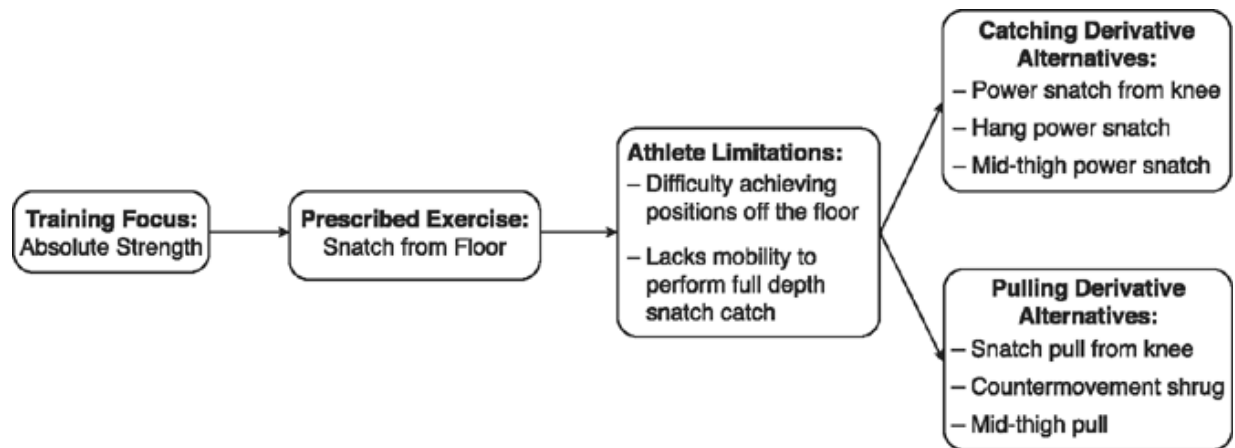 Training Focus:
Absolute Strength
Prescribed Exercise:
Snatch from Floor
Athlete Limitations:
– Difficulty achieving
positions off the floor
– Lacks mobility to
perform full depth
snatch catch
Catching Derivative
Alternatives:
– Power snatch from knee
– Hang power snatch
– Mid-thigh power snatch
Pulling Derivative
Alternatives:
– Snatch pull from knee
– Countermovement shrug
– Mid-thigh pull